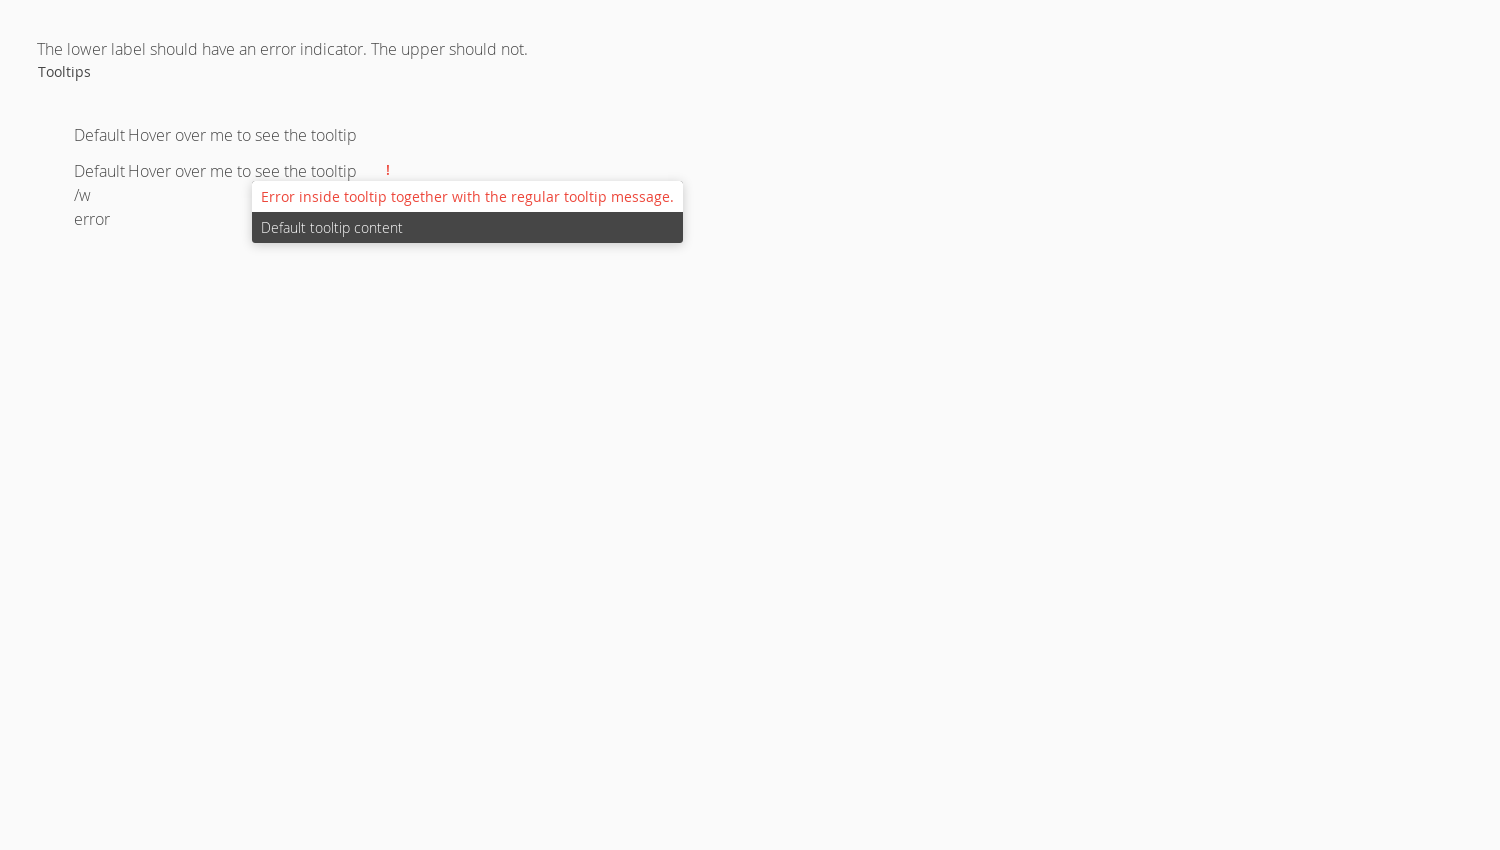 The lower label should have an error indicator. The upper should not.
Tooltips
Default Hover over me to see the tooltip
Default Hover over me to see the tooltip !
/w
error
Error inside tooltip together with the regular tooltip message.
Default tooltip content